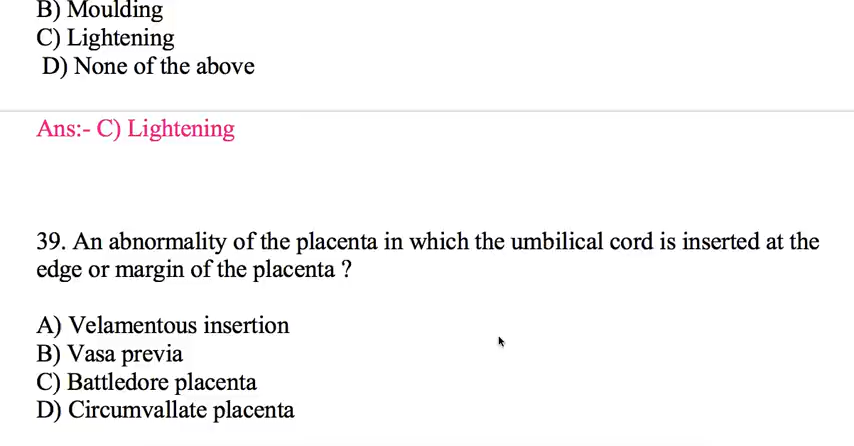 B) Moulding
C) Lightening
D) None of the above
Ans:- C) Lightening
39. An abnormality of the placenta in which the umbilical cord is inserted at the
edge or margin of the placenta ?
A) Velamentous insertion
B) Vasa previa
C) Battledore placenta
D) Circumvallate placenta